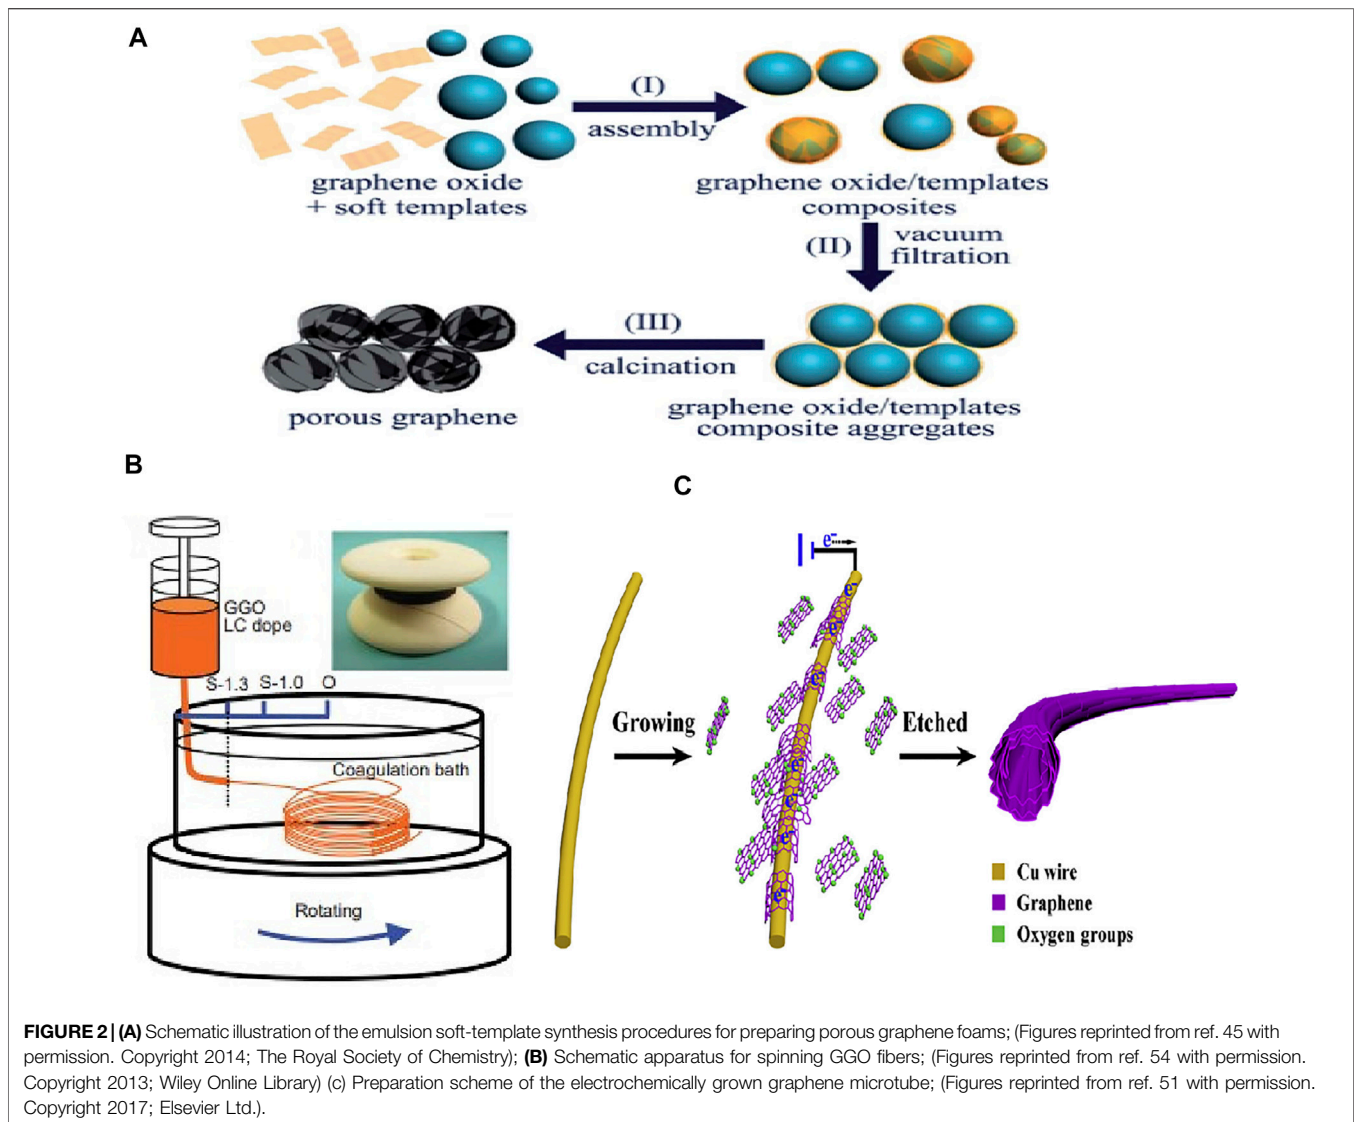 A
(I)
assembly
graphene oxide
+ soft templates
graphene oxide/templates
composites
(II)
vacuum
filtration
(III)
calcination
porous graphene
graphene oxide/templates
composite aggregates
B
GGO
LC dope
S-1.3 S-1.0 O
Coagulation bath
Rotating
C
e-
e-
e-
e-
e-
e-
e-
e-
Growing
Etched
Cu wire
Graphene
Oxygen groups
FIGURE 2 | (A) Schematic illustration of the emulsion soft-template synthesis procedures for preparing porous graphene foams; (Figures reprinted from ref. 45 with
permission. Copyright 2014; The Royal Society of Chemistry); (B) Schematic apparatus for spinning GGO fibers; (Figures reprinted from ref. 54 with permission.
Copyright 2013; Wiley Online Library) (c) Preparation scheme of the electrochemically grown graphene microtube; (Figures reprinted from ref. 51 with permission.
Copyright 2017; Elsevier Ltd.).